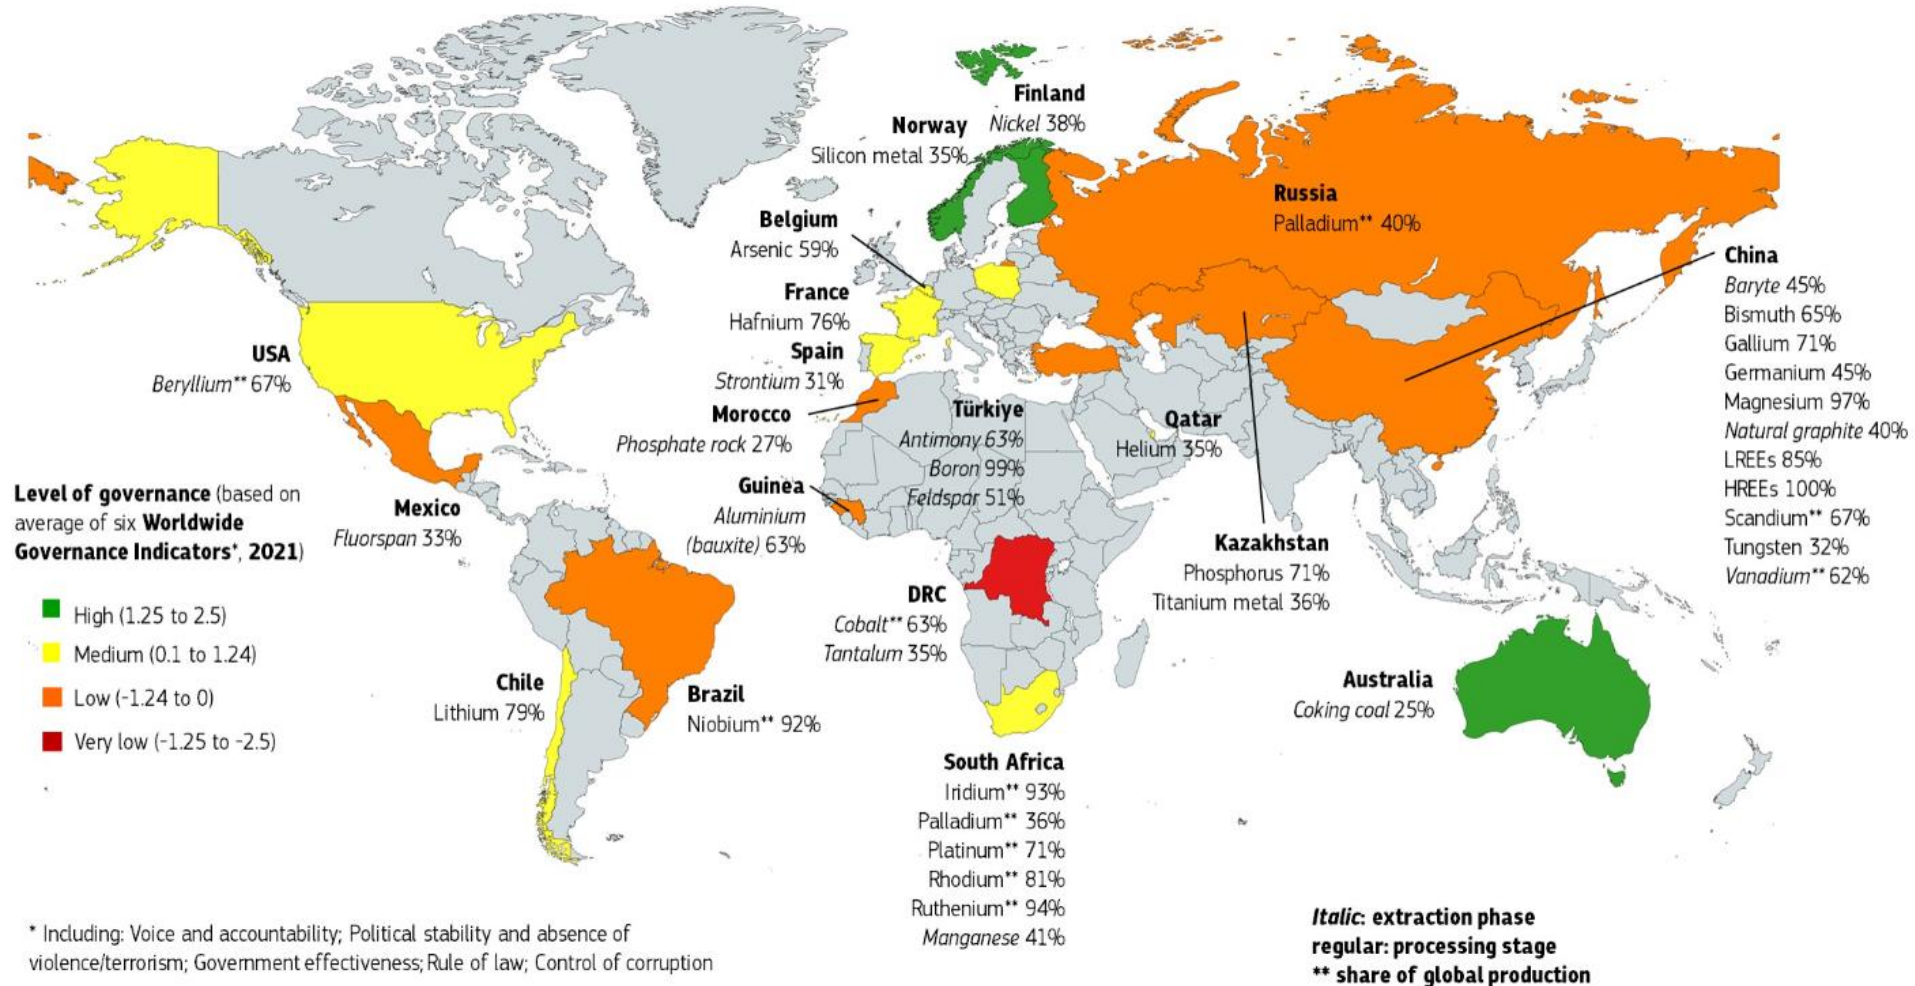 Finland
Nickel 38%
Norway
Silicon metal 35%
Russia
Palladium** 40%
Belgium
Arsenic 59%
China
Baryte 45%
Bismuth 65%
Gallium 71%
Germanium 45%
Magnesium 97%
Natural graphite 40%
LREEs 85%
HREEs 100%
Scandium** 67%
Tungsten 32%
Vanadium** 62%
France
Hafnium 76%
USA
Beryllium** 67%
Spain
Strontium 31%
Morocco
Phosphate rock 27%
Türkiye
Antimony 63%
Boron 99%
Feldspar 51%
Qatar
Helium 35%
Guinea
Aluminium
(bauxite) 63%
Mexico
Fluorspan 33%
Kazakhstan
Phosphorus 71%
Titanium metal 36%
DRC
Cobalt** 63%
Tantalum 35%
Chile
Lithium 79%
Brazil
Niobium** 92%
Australia
Coking coal 25%
South Africa
Iridium** 93%
Palladium** 36%
Platinum** 71%
Rhodium** 81%
Ruthenium** 94%
Manganese 41%
Level of governance (based on
average of six Worldwide
Governance Indicators*, 2021)
High (1.25 to 2.5)
Medium (0.1 to 1.24)
Low (-1.24 to 0)
Very low (-1.25 to -2.5)
* Including: Voice and accountability; Political stability and absence of
violence/terrorism; Government effectiveness; Rule of law; Control of corruption
Italic: extraction phase
regular: processing stage
** share of global production